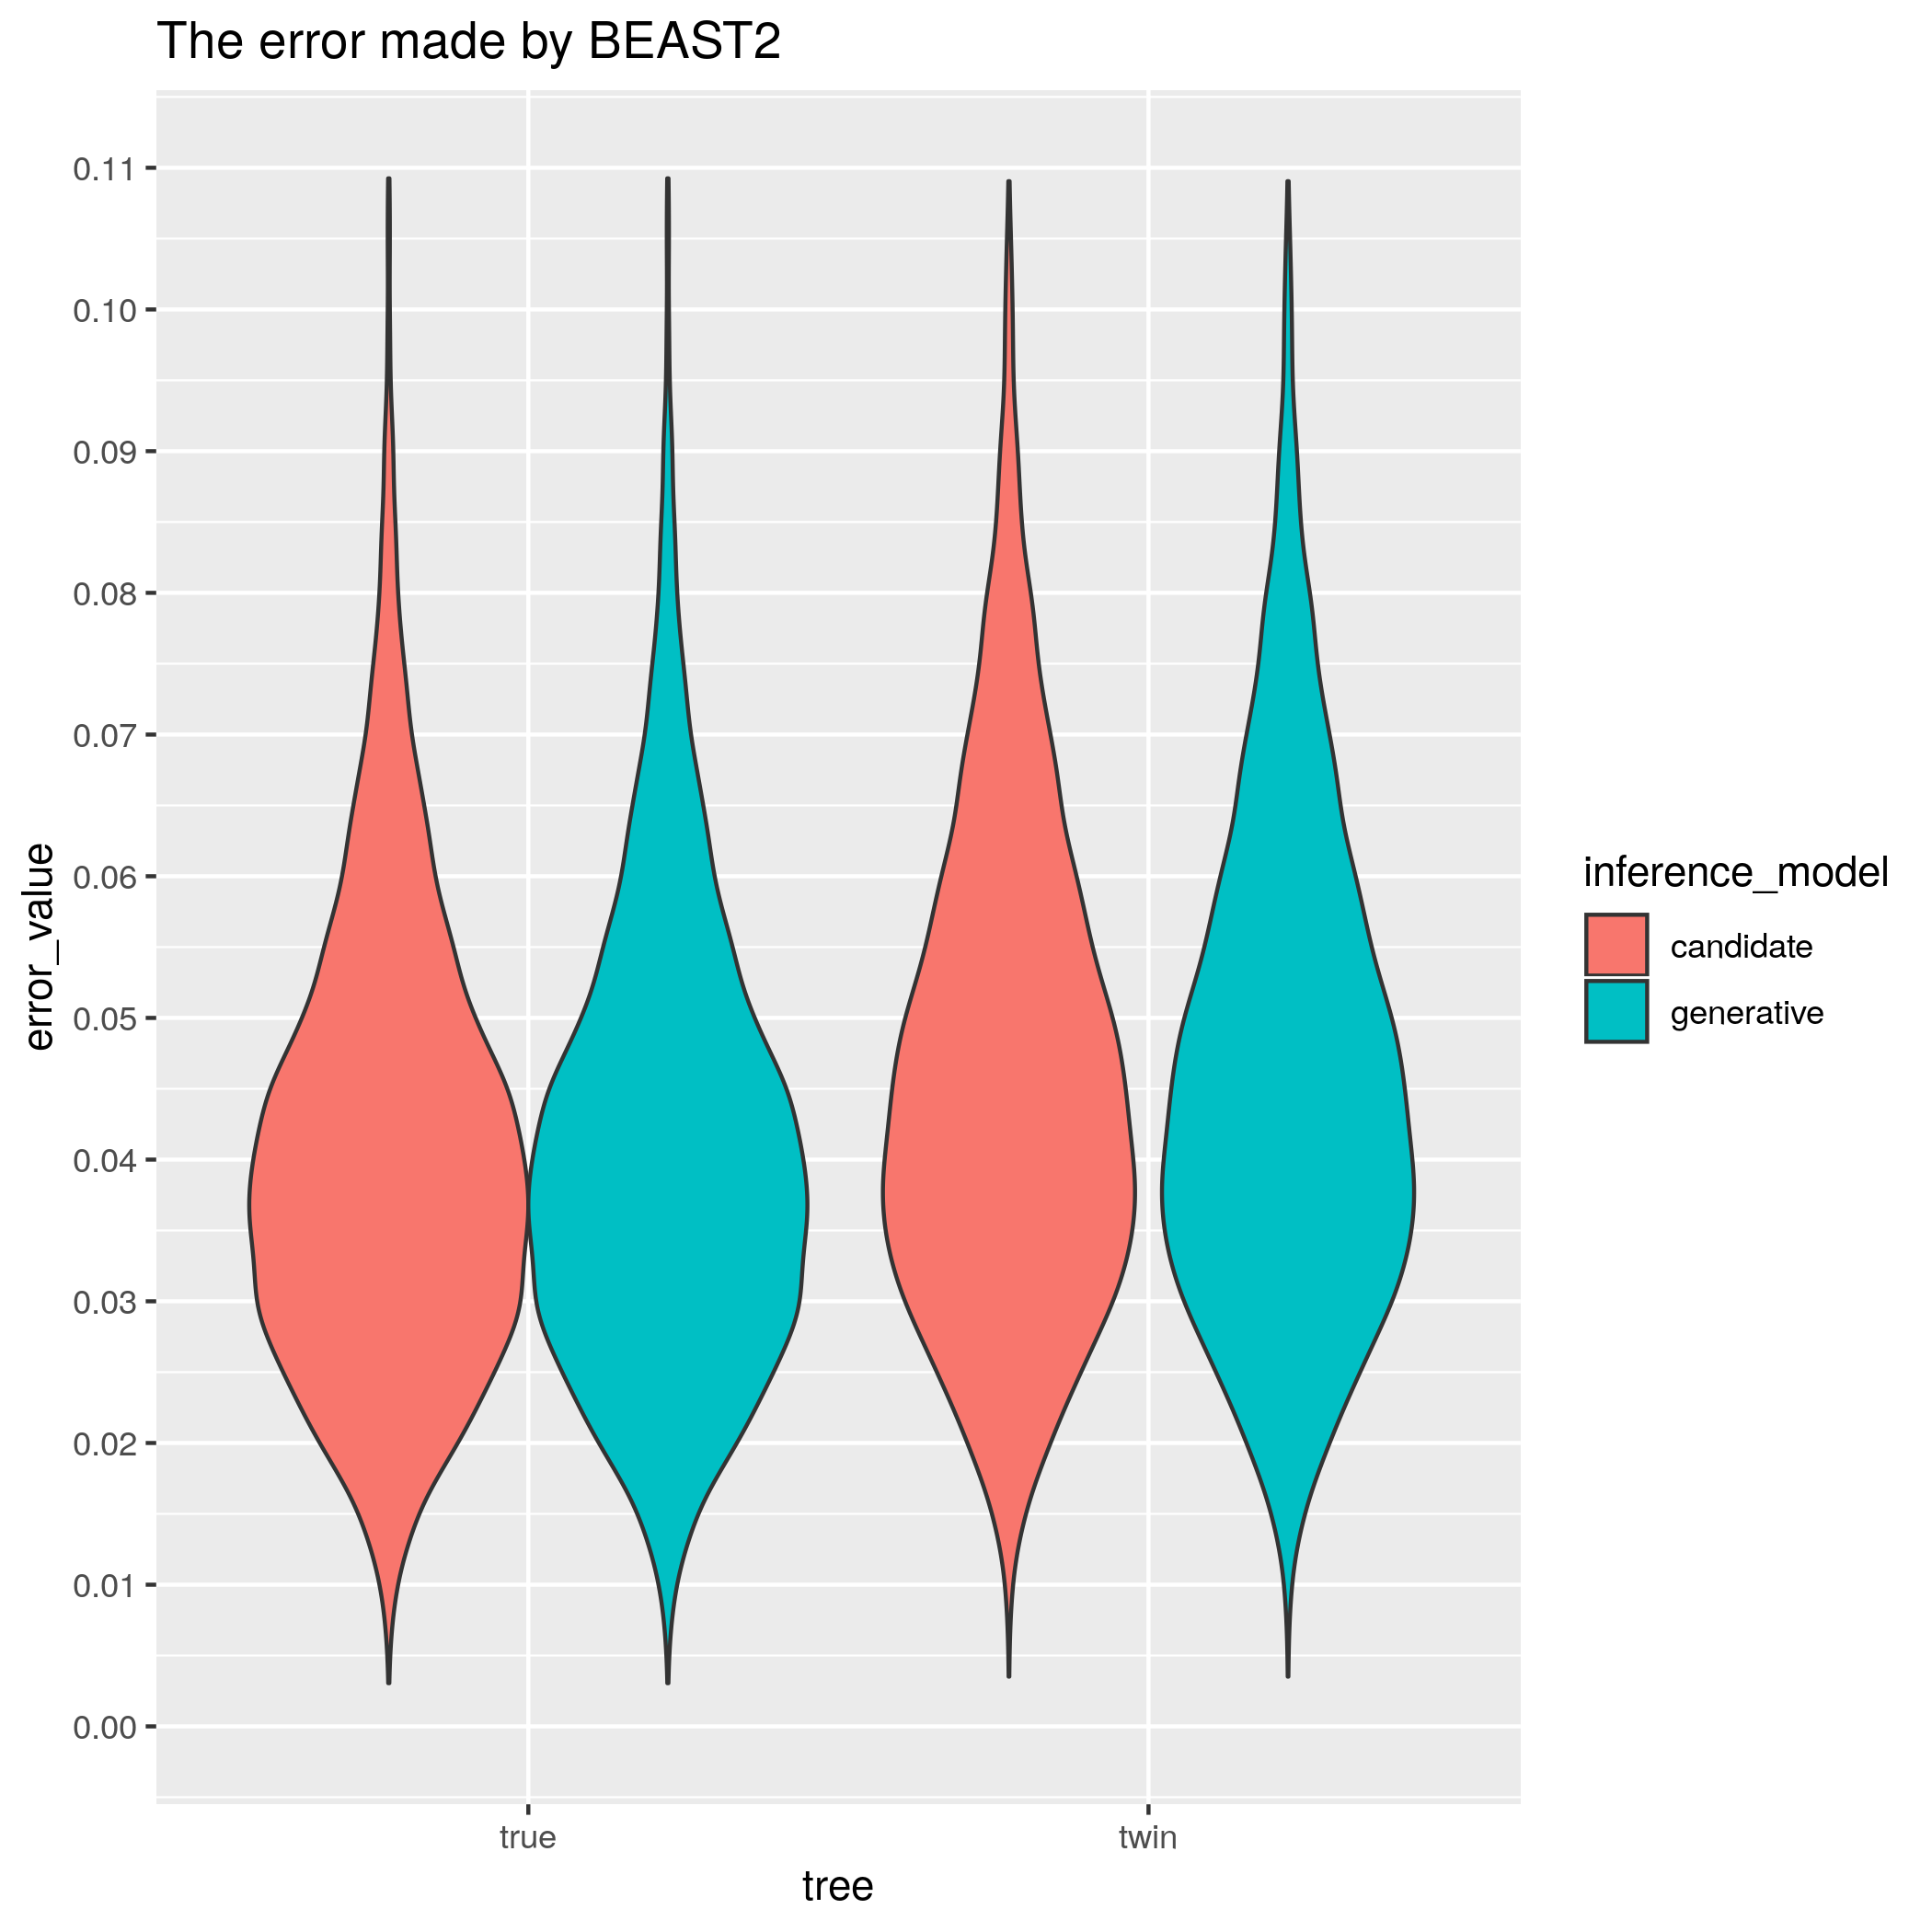 The error made by BEAST2
error_value
0.11
0.10
0.09
0.08
0.07
0.06
0.05
0.04
0.03
0.02
0.01
0.00
true
twin
tree
inference_model
candidate
generative